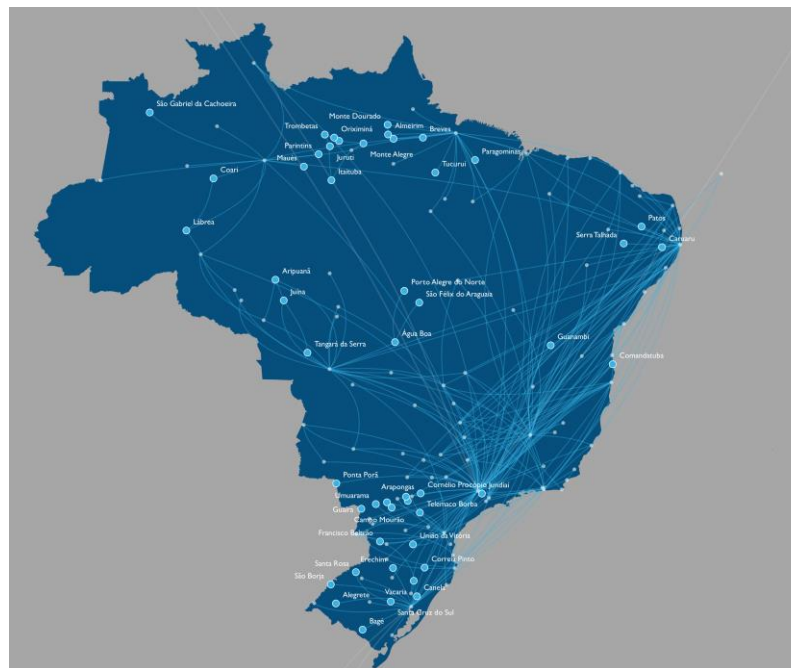 São Gabriel da Cachoeira
Monte Dourado
Trombetas
Oriximiná
Almeirim
Breves
Parintins
Juruti
Monte Alegre
Paragominas
Maués
Itaituba
Tucuruí
Coari
Lábrea
Patos
Serra Talhada
Caruaru
Aripuanã
Juína
Porto Alegre do Norte
São Félix do Araguaia
Água Boa
Tangará da Serra
Guanambi
Comandatuba
Ponta Porã
Arapongas
Cornélio Procópio
Jundiaí
Umuarama
Guaíra
Telêmaco Borba
Campo Mourão
Francisco Beltrão
União da Vitória
Santa Rosa
Erechim
Correia Pinto
São Borja
Alegrete
Vacaria
Canela
Santa Cruz do Sul
Bagé